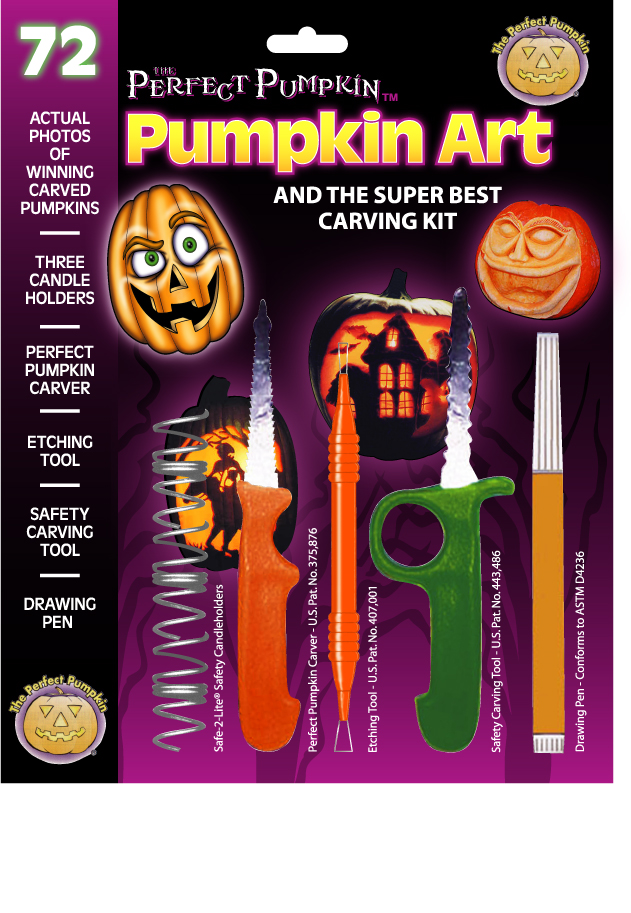 72
ACTUAL
PHOTOS
OF
WINNING
CARVED
PUMPKINS
THREE
CANDLE
HOLDERS
PERFECT
PUMPKIN
CARVER
ETCHING
TOOL
SAFETY
CARVING
TOOL
DRAWING
PEN
The Perfect Pumpkin ®
THE
PERFECT PUMPKIN™
The Perfect Pumpkin ®
Pumpkin Art
AND THE SUPER BEST
CARVING KIT
Safe-2-Lite® Safety Candleholders
Perfect Pumpkin Carver - U.S. Pat. No. 375,876
Etching Tool - U.S. Pat. No. 407,001
Safety Carving Tool - U.S. Pat. No. 443,486
Drawing Pen - Conforms to ASTM D4236